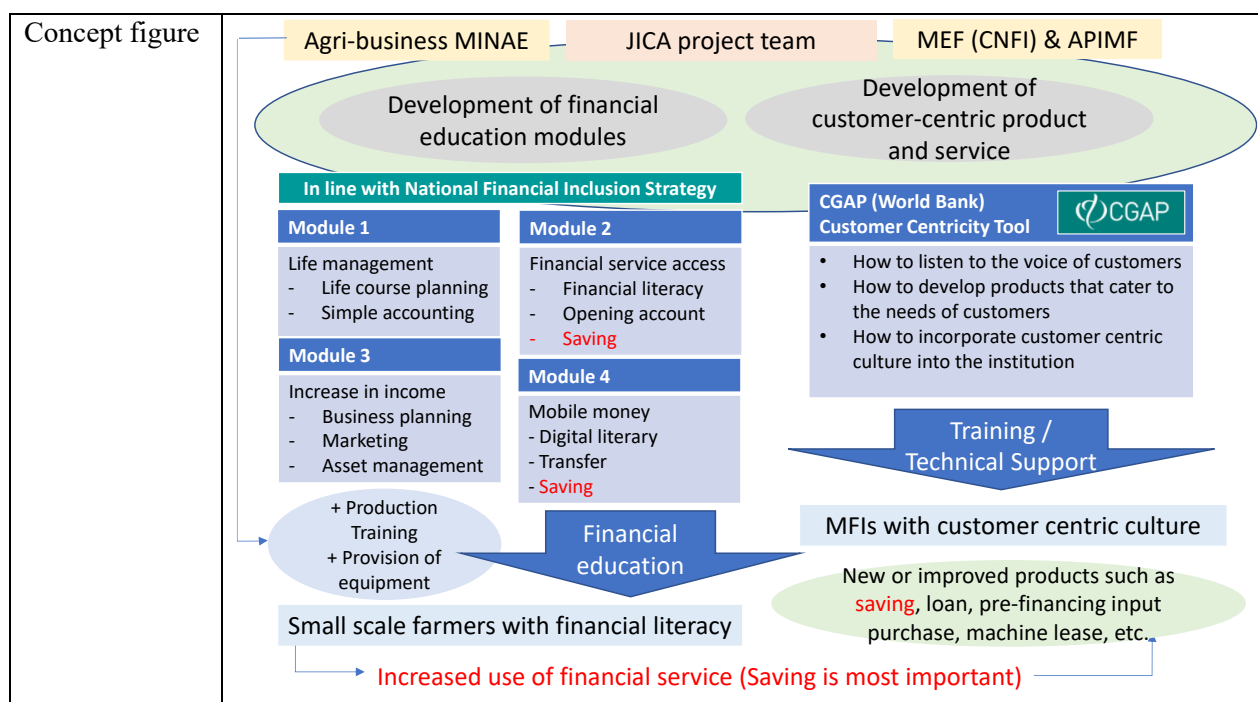 Concept figure
Agri-business MINAE
JICA project team
MEF (CNFI) & APIMF
Development of financial
education modules
Development of
customer-centric product
and service
In line with National Financial Inclusion Strategy
Module 1
Life management
- Life course planning
- Simple accounting
Module 2
Financial service access
- Financial literacy
- Opening account
- Saving
Module 3
Increase in income
- Business planning
- Marketing
- Asset management
Module 4
Mobile money
- Digital literary
- Transfer
- Saving
CGAP (World Bank)
Customer Centricity Tool
CGAP
• How to listen to the voice of customers
• How to develop products that cater to
the needs of customers
• How to incorporate customer centric
culture into the institution
Training /
Technical Support
+ Production
Training
+ Provision of
equipment
Financial
education
MFIs with customer centric culture
New or improved products such as
saving, loan, pre-financing input
purchase, machine lease, etc.
Small scale farmers with financial literacy
Increased use of financial service (Saving is most important)